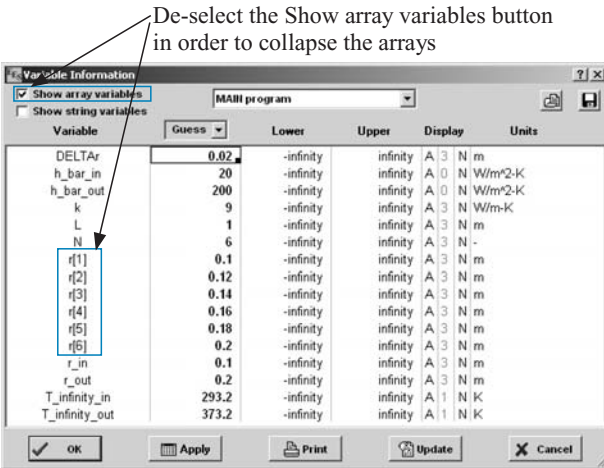 De-select the Show array variables button
in order to collapse the arrays
Variable Information
Show array variables
MAIN program
Show string variables
Variable Guess Lower Upper Display Units
DELTAr 0.02 -infinity infinity A 3 N m
h_bar_in 20 -infinity infinity A 0 N W/m^2-K
h_bar_out 200 -infinity infinity A 0 N W/m^2-K
k 9 -infinity infinity A 3 N W/m-K
L 1 -infinity infinity A 3 N m
N 6 -infinity infinity A 3 N -
r[1] 0.1 -infinity infinity A 3 N m
r[2] 0.12 -infinity infinity A 3 N m
r[3] 0.14 -infinity infinity A 3 N m
r[4] 0.16 -infinity infinity A 3 N m
r[5] 0.18 -infinity infinity A 3 N m
r[6] 0.2 -infinity infinity A 3 N m
r_in 0.1 -infinity infinity A 3 N m
r_out 0.2 -infinity infinity A 3 N m
T_infinity_in 293.2 -infinity infinity A 1 N K
T_infinity_out 373.2 -infinity infinity A 1 N K
OK Apply Print Update Cancel